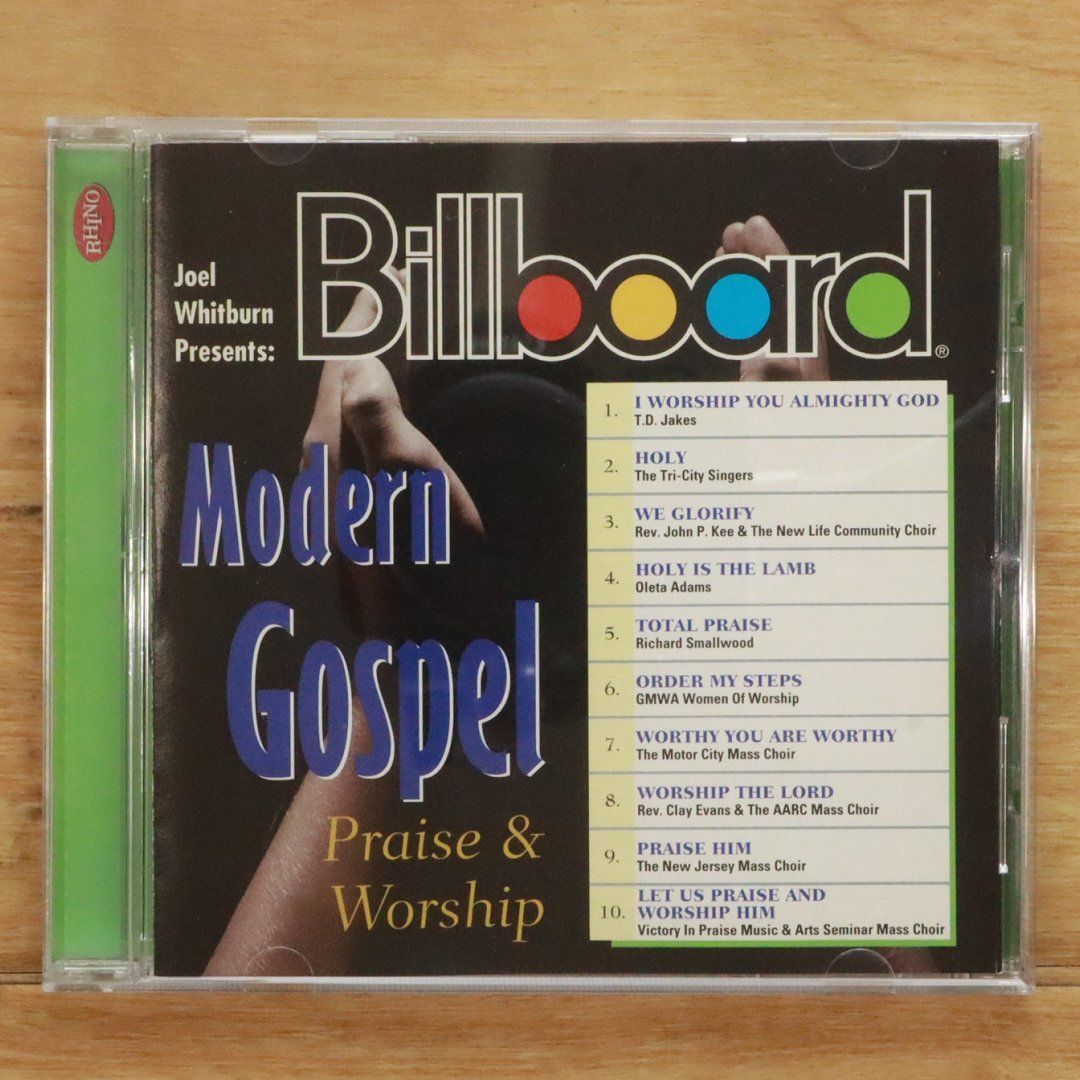 RHINO
Joel
Whitburn
Presents:
Billboard®
Modern
Gospel
Praise &
Worship
1. I WORSHIP YOU ALMIGHTY GOD
T.D. Jakes
2. HOLY
The Tri-City Singers
3. WE GLORIFY
Rev. John P. Kee & The New Life Community Choir
4. HOLY IS THE LAMB
Oleta Adams
5. TOTAL PRAISE
Richard Smallwood
6. ORDER MY STEPS
GMWA Women Of Worship
7. WORTHY YOU ARE WORTHY
The Motor City Mass Choir
8. WORSHIP THE LORD
Rev. Clay Evans & The AARC Mass Choir
9. PRAISE HIM
The New Jersey Mass Choir
10. LET US PRAISE AND
WORSHIP HIM
Victory In Praise Music & Arts Seminar Mass Choir